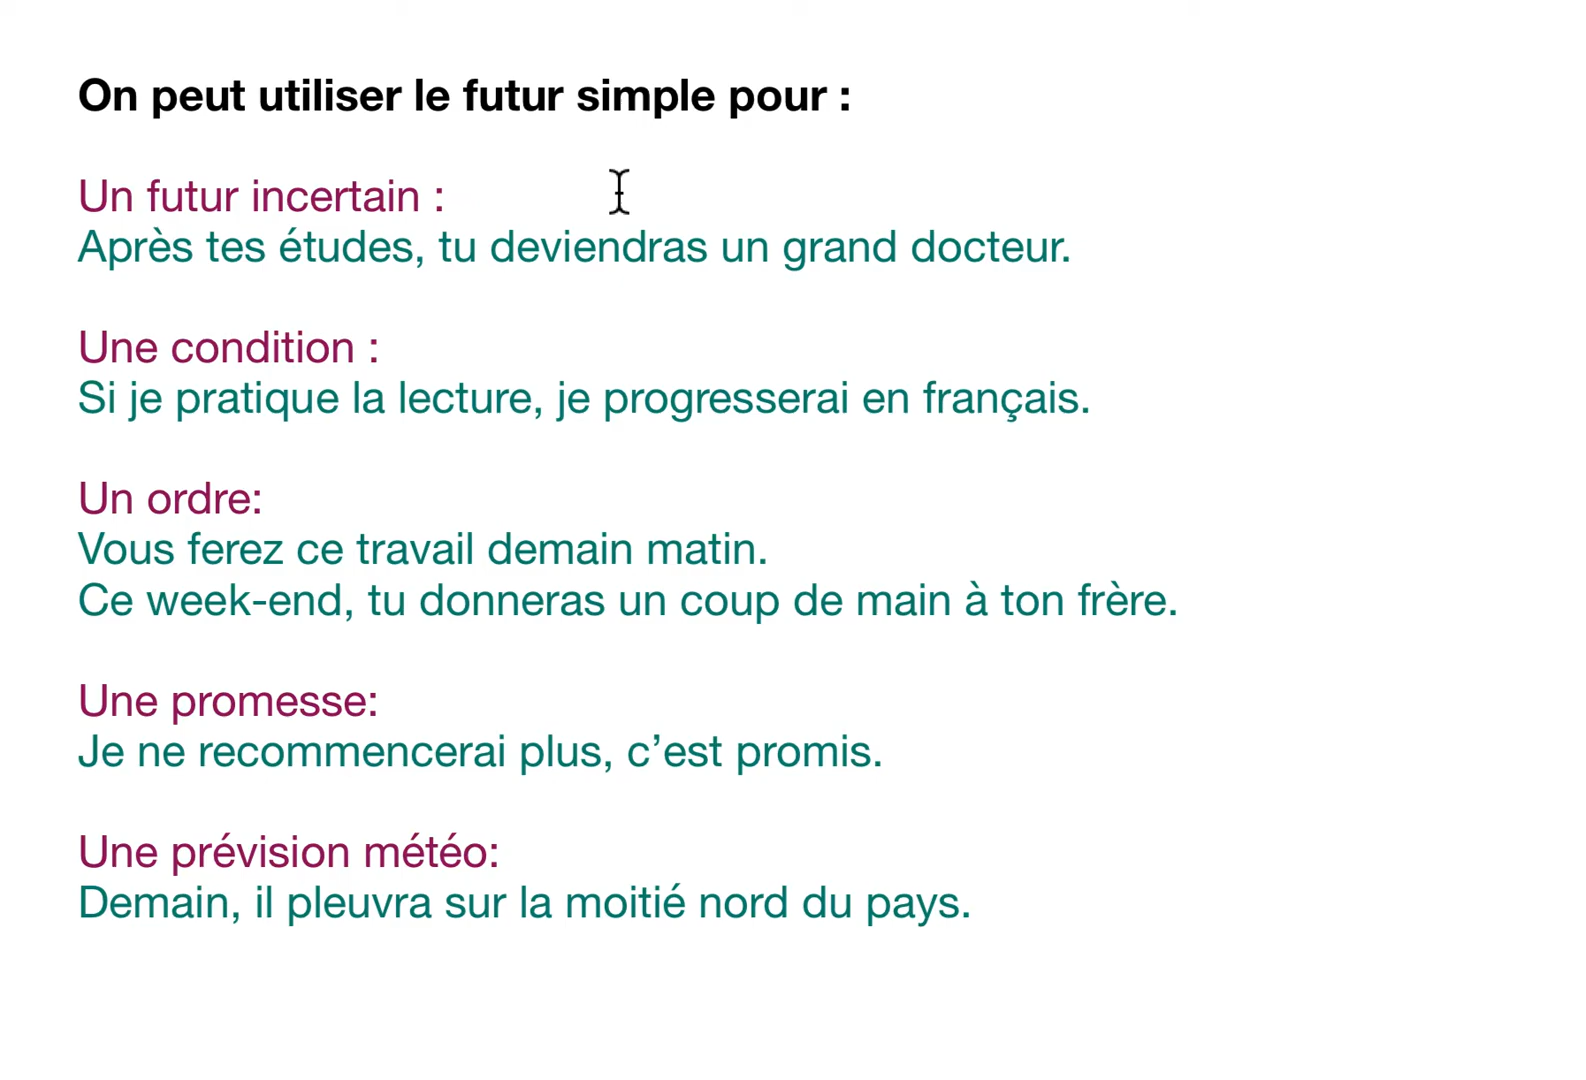 On peut utiliser le futur simple pour :
Un futur incertain :
Après tes études, tu deviendras un grand docteur.
Une condition :
Si je pratique la lecture, je progresserai en français.
Un ordre:
Vous ferez ce travail demain matin.
Ce week-end, tu donneras un coup de main à ton frère.
Une promesse:
Je ne recommencerai plus, c’est promis.
Une prévision météo:
Demain, il pleuvra sur la moitié nord du pays.